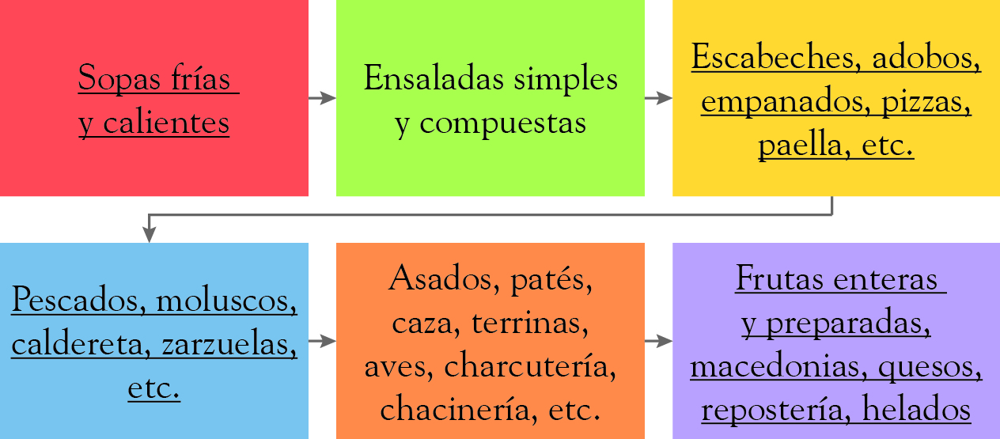 Sopas frías
y calientes
Ensaladas simples
y compuestas
Escabeches, adobos,
empanados, pizzas,
paella, etc.
Pescados, moluscos,
caldereta, zarzuelas,
etc.
Asados, patés,
caza, terrinas,
aves, charcutería,
chacinería, etc.
Frutas enteras
y preparadas,
macedonias, quesos,
repostería, helados